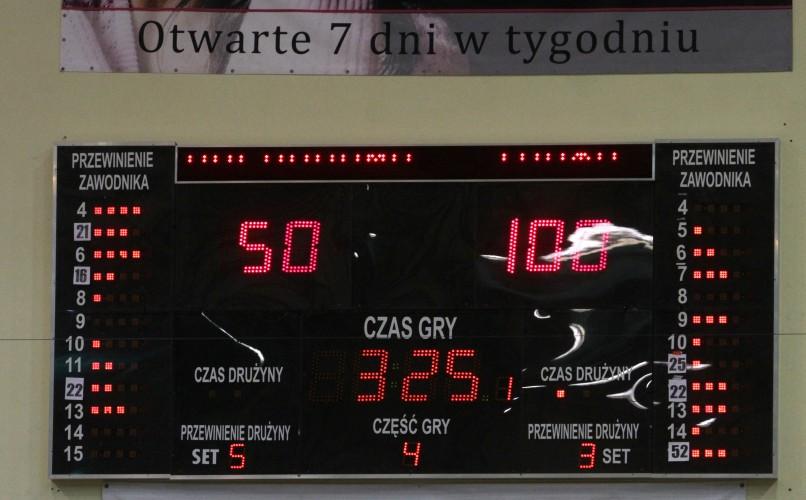 Otwarte 7 dni w tygodniu
PRZEWINIENIE
ZAWODNIKA
4
21
6
16
8
9
10
11
22
13
14
15
50
100
CZAS GRY
3:25.1
CZAS DRUŻYNY
CZAS DRUŻYNY
CZĘŚĆ GRY
4
PRZEWINIENIE DRUŻYNY
SET 5
PRZEWINIENIE DRUŻYNY
3 SET
PRZEWINIENIE
ZAWODNIKA
4
5
6
7
8
9
10
25
22
13
14
52